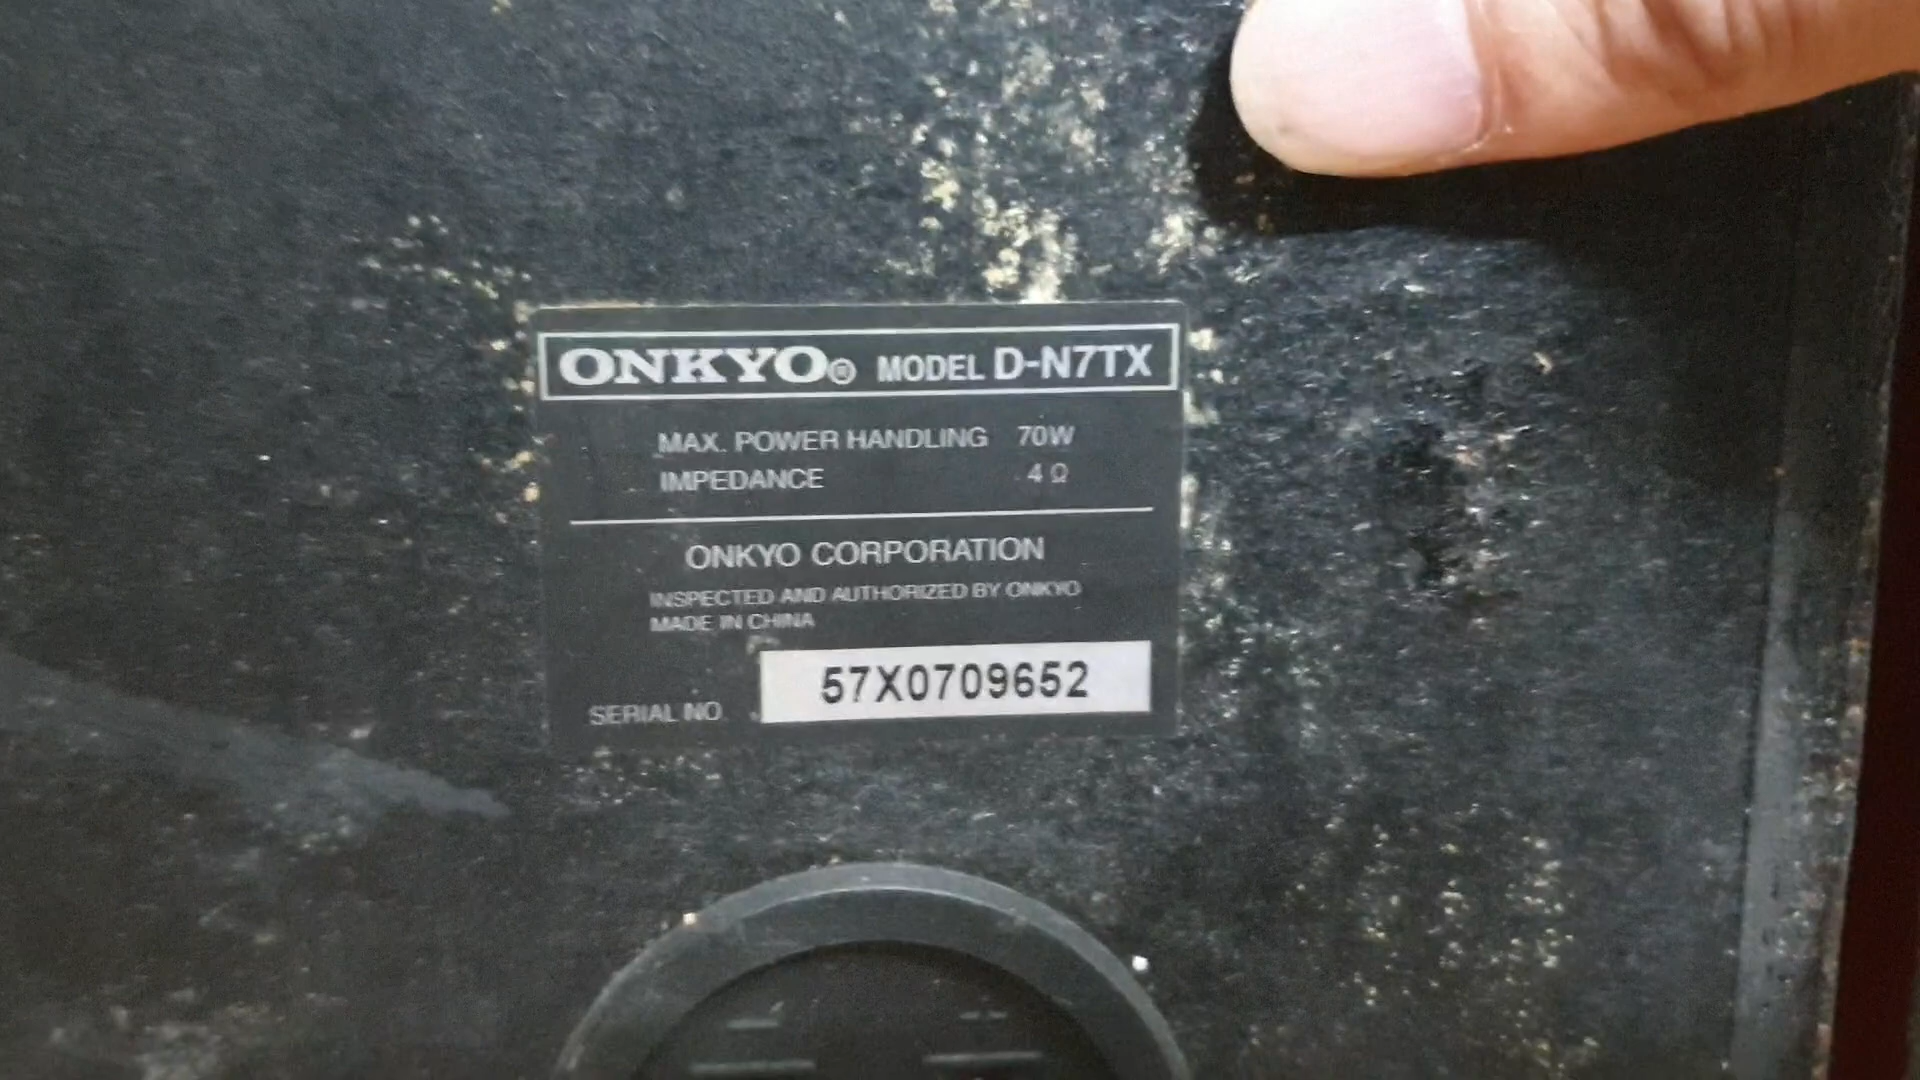 ONKYO® MODEL D-N7TX
MAX. POWER HANDLING 70W
IMPEDANCE 4 Ω
ONKYO CORPORATION
INSPECTED AND AUTHORIZED BY ONKYO
MADE IN CHINA
57X0709652
SERIAL NO